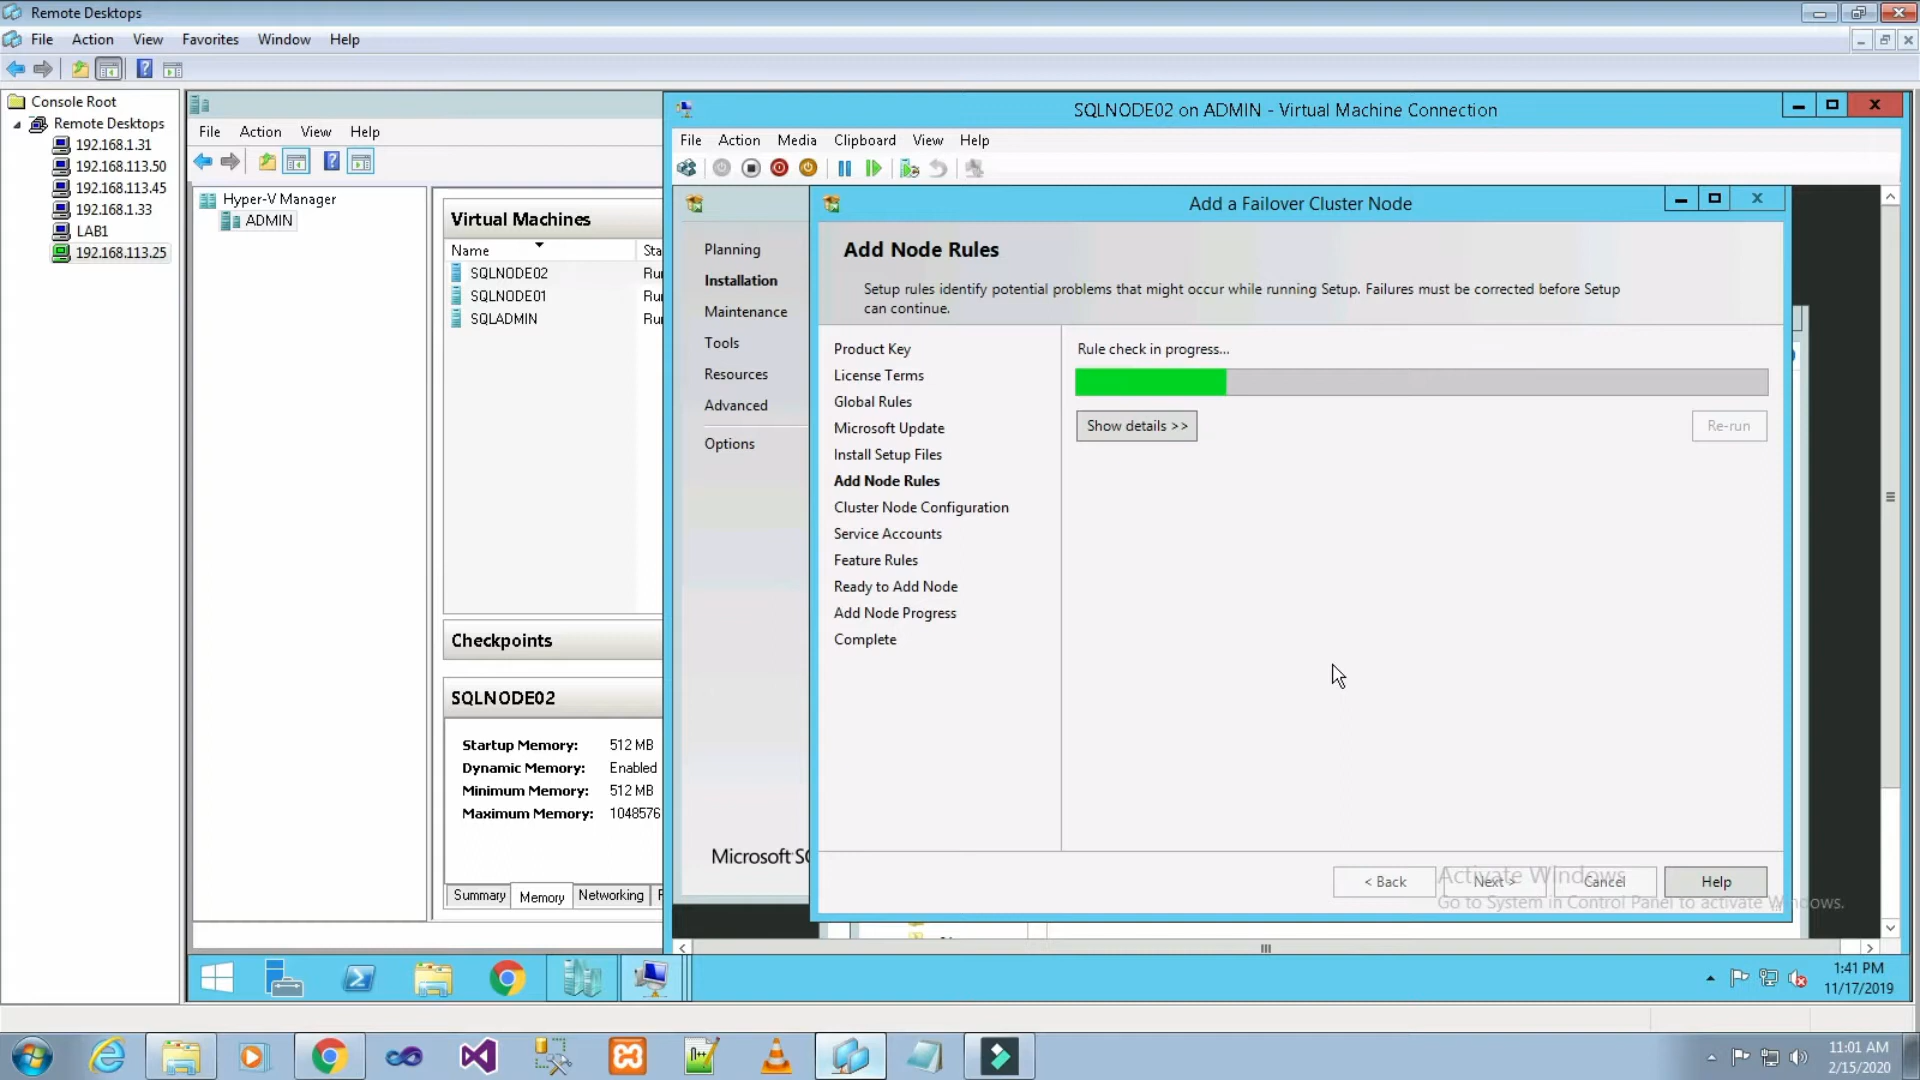 Remote Desktops
File Action View Favorites Window Help
Console Root
Remote Desktops
192.168.1.31
192.168.113.50
192.168.113.45
192.168.1.33
LAB1
192.168.113.25
File Action View Help
Hyper-V Manager
ADMIN
Virtual Machines
Name Sta
SQLNODE02 Ru
SQLNODE01 Ru
SQLADMIN Ru
Checkpoints
SQLNODE02
Startup Memory: 512 MB
Dynamic Memory: Enabled
Minimum Memory: 512 MB
Maximum Memory: 1048576
Summary Memory Networking
SQLNODE02 on ADMIN - Virtual Machine Connection
File Action Media Clipboard View Help
Planning
Installation
Maintenance
Tools
Resources
Advanced
Options
Microsoft SQ
Add a Failover Cluster Node
Add Node Rules
Setup rules identify potential problems that might occur while running Setup. Failures must be corrected before Setup
can continue.
Product Key
License Terms
Global Rules
Microsoft Update
Install Setup Files
Add Node Rules
Cluster Node Configuration
Service Accounts
Feature Rules
Ready to Add Node
Add Node Progress
Complete
Rule check in progress...
Show details >>
Re-run
< Back Next > Cancel Help
Activate Windows
Go to System in Control Panel to activate Windows.
1:41 PM
11/17/2019
11:01 AM
2/15/2020